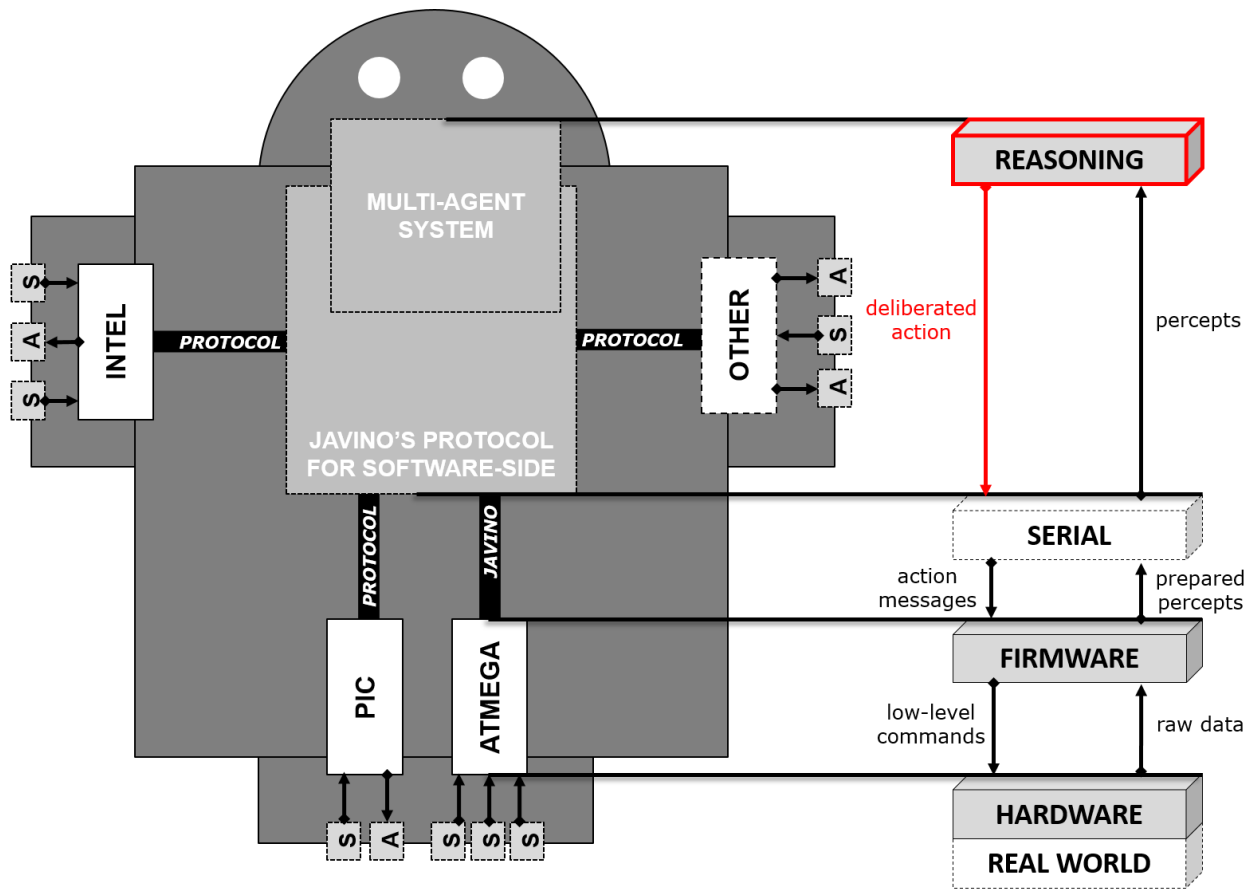 REASONING
MULTI-AGENT
SYSTEM
S
A
S
INTEL
PROTOCOL
PROTOCOL
OTHER
A
S
A
deliberated
action
percepts
JAVINO'S PROTOCOL
FOR SOFTWARE-SIDE
PROTOCOL
JAVINO
SERIAL
action
messages
prepared
percepts
PIC
ATMEGA
FIRMWARE
low-level
commands
raw data
S
A
S
S
S
HARDWARE
REAL WORLD